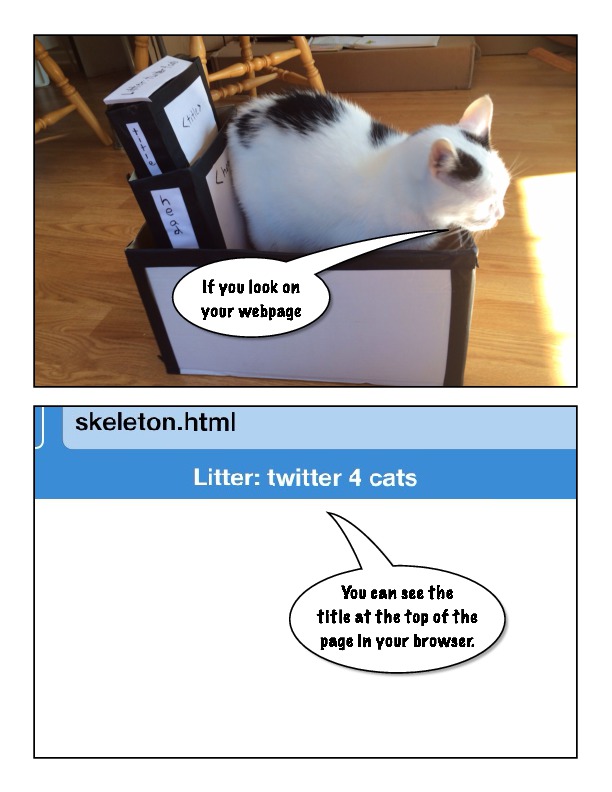 Litter: Twitter 4 cats
<title>
title
head
If you look on
your webpage
skeleton.html
Litter: twitter 4 cats
You can see the
title at the top of the
page in your browser.